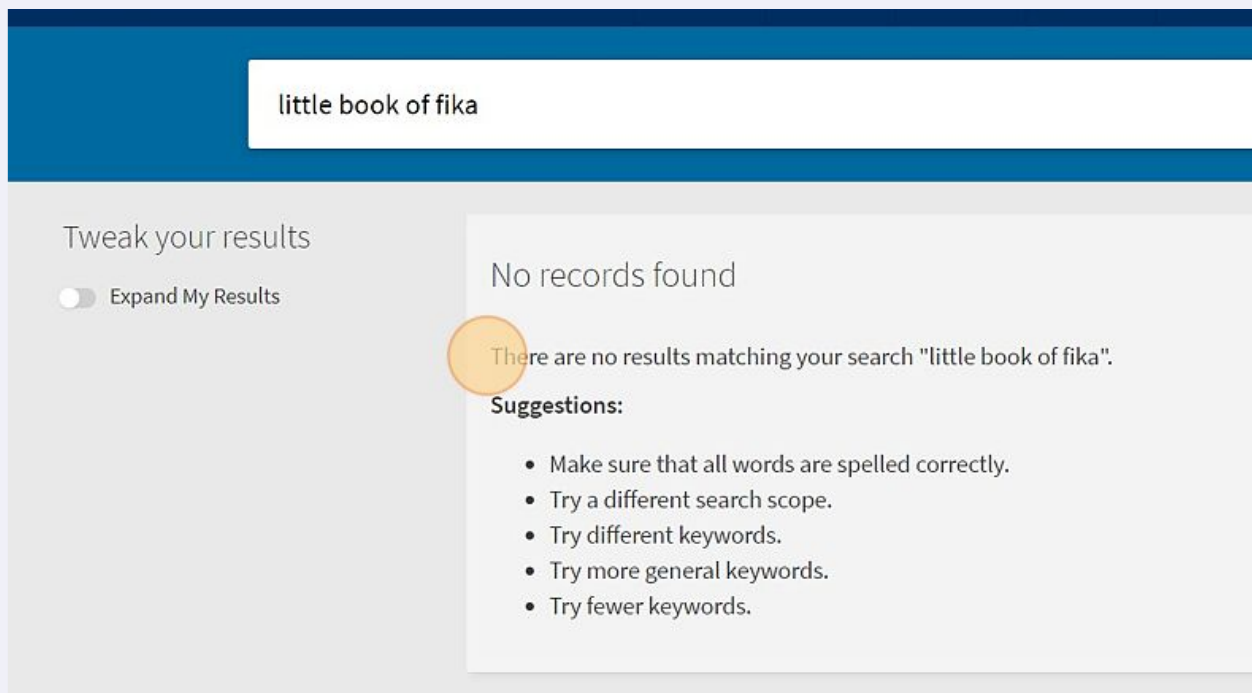 little book of fika
Tweak your results
Expand My Results
No records found
There are no results matching your search "little book of fika".
Suggestions:
• Make sure that all words are spelled correctly.
• Try a different search scope.
• Try different keywords.
• Try more general keywords.
• Try fewer keywords.